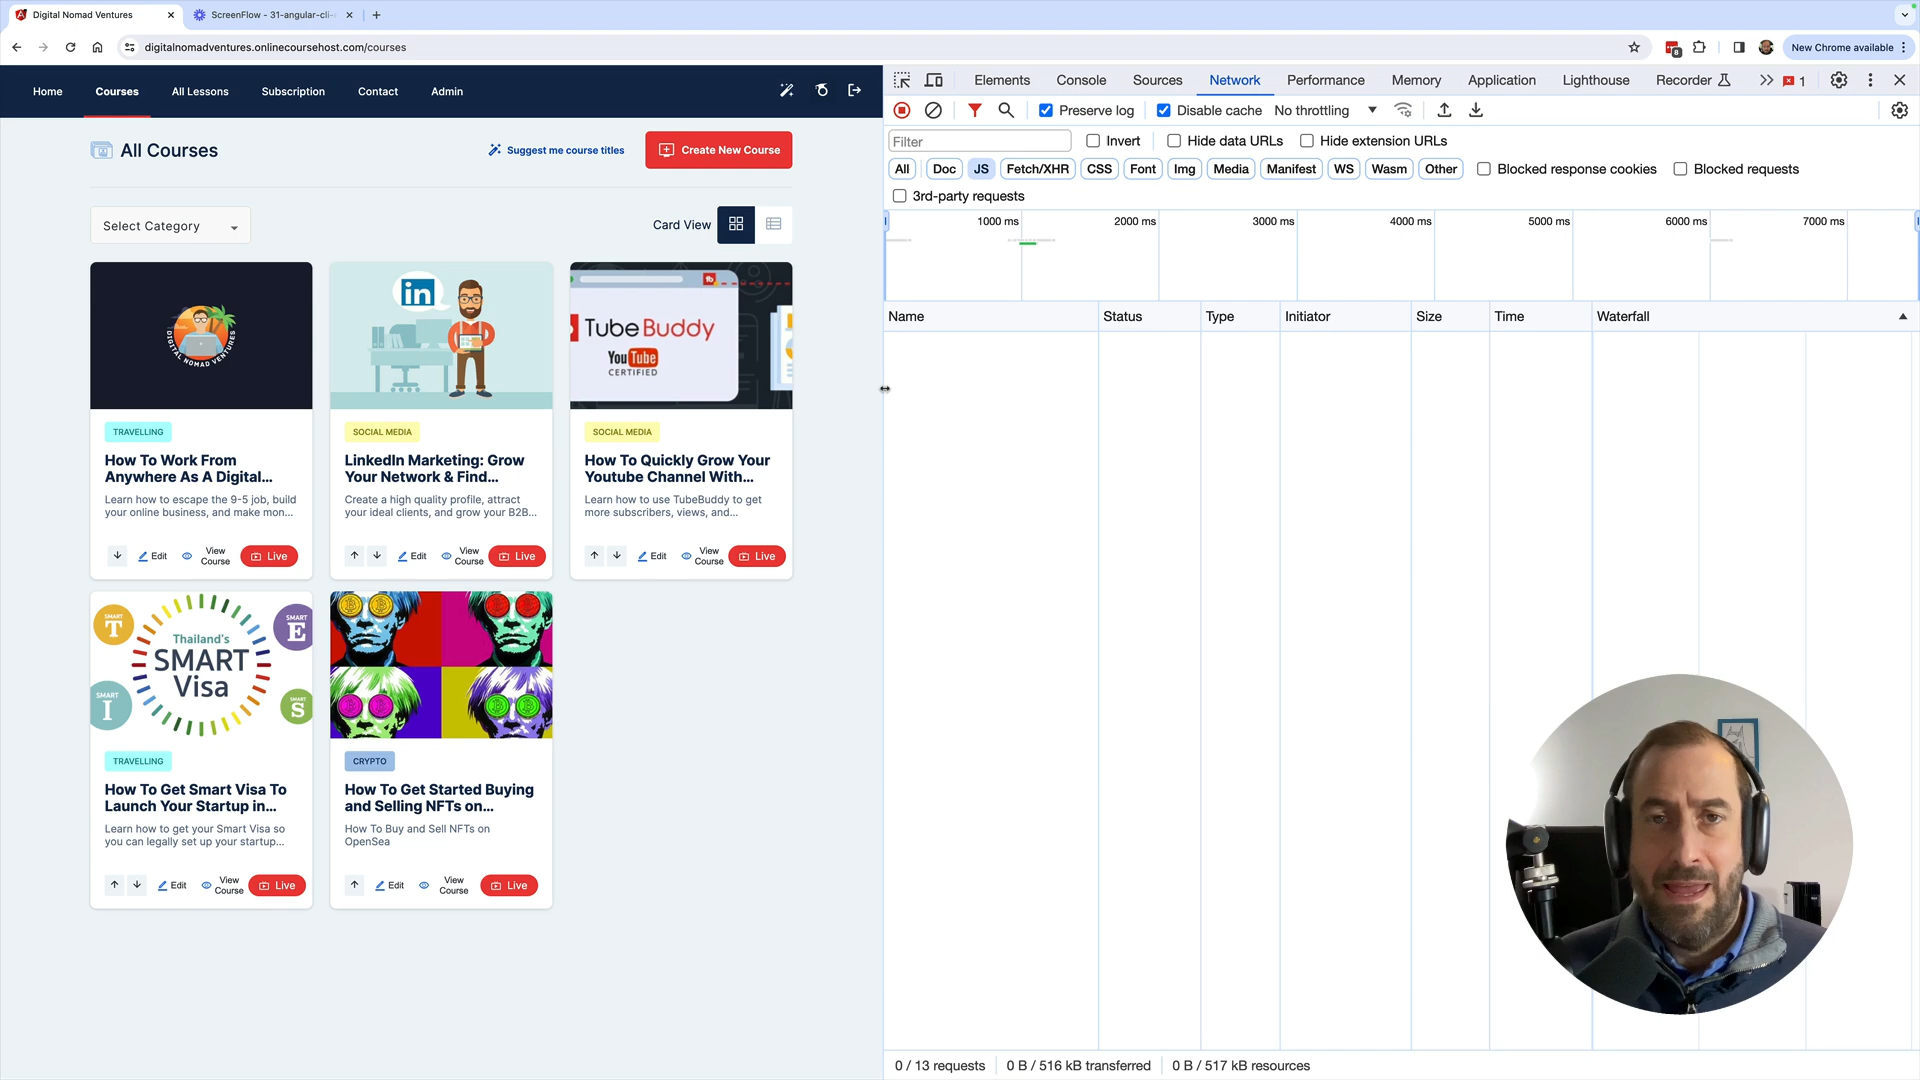 Digital Nomad Ventures
ScreenFlow - 31-angular-cli-
digitalnomadventures.onlinecoursehost.com/courses
8
New Chrome available
Home
Courses
All Lessons
Subscription
Contact
Admin
All Courses
Suggest me course titles
Create New Course
Select Category
Card View
DIGITAL NOMAD VENTURES
in
TubeBuddy
YouTube
CERTIFIED
TRAVELLING
SOCIAL MEDIA
SOCIAL MEDIA
How To Work From
Anywhere As A Digital...
LinkedIn Marketing: Grow
Your Network & Find...
How To Quickly Grow Your
Youtube Channel With...
Learn how to escape the 9-5 job, build
your online business, and make mon...
Create a high quality profile, attract
your ideal clients, and grow your B2B...
Learn how to use TubeBuddy to get
more subscribers, views, and...
Edit
View
Course
Live
Edit
View
Course
Live
Edit
View
Course
Live
SMART
T
SMART
E
Thailand's
SMART
Visa
SMART
I
SMART
S
TRAVELLING
CRYPTO
How To Get Smart Visa To
Launch Your Startup in...
How To Get Started Buying
and Selling NFTs on...
Learn how to get your Smart Visa so
you can legally set up your startup...
How To Buy and Sell NFTs on
OpenSea
Edit
View
Course
Live
Edit
View
Course
Live
Elements
Console
Sources
Network
Performance
Memory
Application
Lighthouse
Recorder
1
Preserve log
Disable cache
No throttling
Filter
Invert
Hide data URLs
Hide extension URLs
All
Doc
JS
Fetch/XHR
CSS
Font
Img
Media
Manifest
WS
Wasm
Other
Blocked response cookies
Blocked requests
3rd-party requests
1000 ms
2000 ms
3000 ms
4000 ms
5000 ms
6000 ms
7000 ms
Name
Status
Type
Initiator
Size
Time
Waterfall
0 / 13 requests
0 B / 516 kB transferred
0 B / 517 kB resources